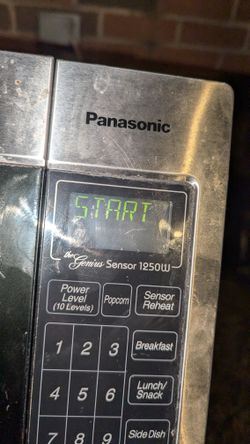 Panasonic
START
the Genius Sensor 1250W
Power Level (10 Levels)
Popcorn
Sensor Reheat
1 2 3
Breakfast
4 5 6
Lunch/ Snack
7 8 9
Side Dish